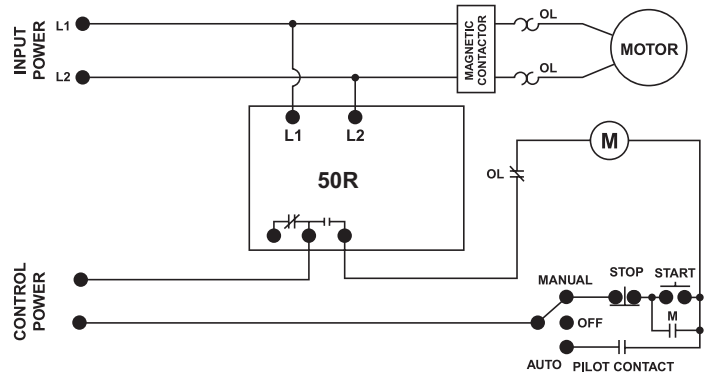 INPUT
POWER
L1
L2
MAGNETIC
CONTACTOR
OL
OL
MOTOR
L1
L2
50R
OL
M
CONTROL
POWER
MANUAL
STOP
START
M
OFF
AUTO
PILOT CONTACT